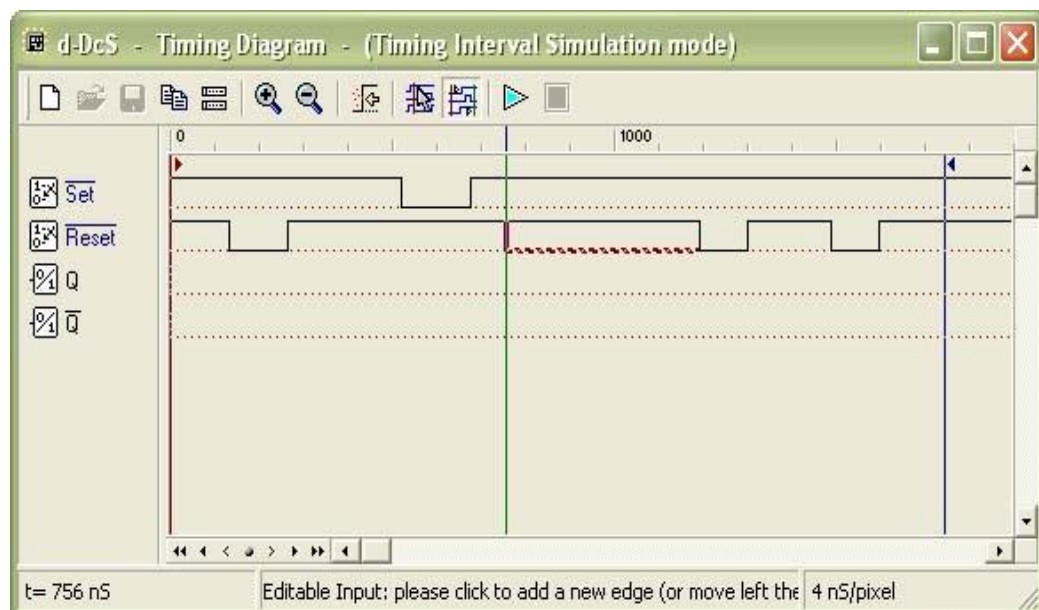 d-DcS - Timing Diagram - (Timing Interval Simulation mode)
0 1000
Set
Reset
Q
Q̅
t= 756 nS Editable Input: please click to add a new edge (or move left the 4 nS/pixel